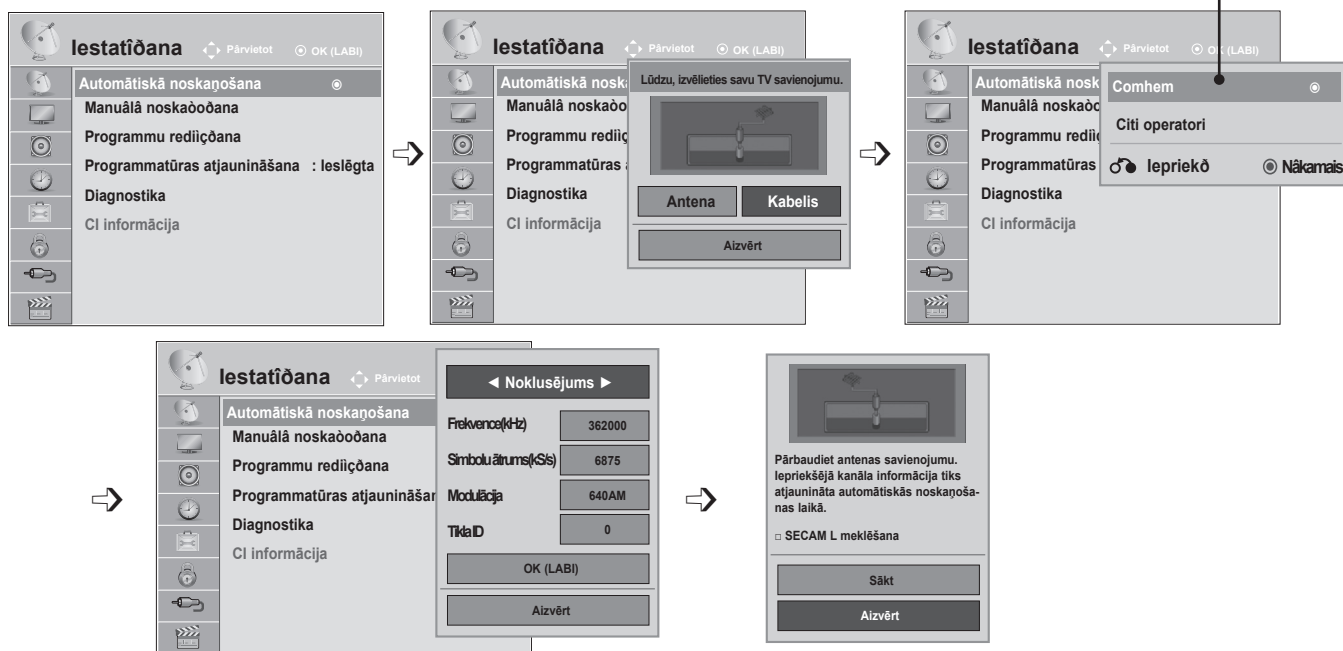 Iestatîðana Pârvietot OK (LABI)
Automātiskā noskaņošana
Manuâlâ noskaòoðana
Programmu rediìçðana
Programmatūras atjaunināšana : Ieslēgta
Diagnostika
CI informācija
Iestatîðana Pârvietot OK (LABI)
Automātiskā noska
Manuâlâ noskaòo
Programmu rediìç
Programmatūras a
Diagnostika
CI informācija
Lūdzu, izvēlieties savu TV savienojumu.
Antena Kabelis
Aizvērt
Iestatîðana Pârvietot OK (LABI)
Automātiskā nosk
Manuâlâ noskaòo
Programmu rediìç
Programmatūras
Diagnostika
CI informācija
Comhem
Citi operatori
Iepriekð Nâkamais
Iestatîðana Pârvietot
Automātiskā noskaņošana
Manuâlâ noskaòoðana
Programmu rediìçðana
Programmatūras atjaunināšan
Diagnostika
CI informācija
◄ Noklusējums ►
Frekvence(kHz) 362000
Simbolu ātrums(kS/s) 6875
Modulācija 640AM
Tīkla ID 0
OK (LABI)
Aizvērt
Pārbaudiet antenas savienojumu.
Iepriekšējā kanāla informācija tiks
atjaunināta automātiskās noskaņoša-
nas laikā.
□ SECAM L meklēšana
Sākt
Aizvērt